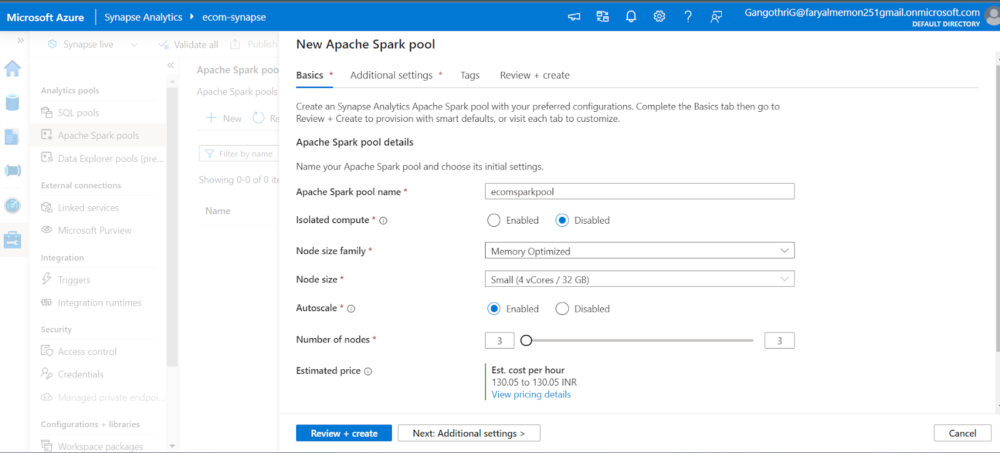 Microsoft Azure
Synapse Analytics
ecom-synapse
GangothriG@faryalmemon251gmail.onmicrosoft.com
DEFAULT DIRECTORY
Synapse live
Validate all
Publish
Analytics pools
SQL pools
Apache Spark pools
Data Explorer pools (pre...
External connections
Linked services
Microsoft Purview
Integration
Triggers
Integration runtimes
Security
Access control
Credentials
Managed private endpoi...
Configurations + libraries
Workspace packages
Apache Spark poo
Apache Spark pools
New
Re
Filter by name
Showing 0-0 of 0 ite
Name
New Apache Spark pool
Basics *
Additional settings *
Tags
Review + create
Create an Synapse Analytics Apache Spark pool with your preferred configurations. Complete the Basics tab then go to
Review + Create to provision with smart defaults, or visit each tab to customize.
Apache Spark pool details
Name your Apache Spark pool and choose its initial settings.
Apache Spark pool name *
ecomsparkpool
Isolated compute *
Enabled
Disabled
Node size family *
Memory Optimized
Node size *
Small (4 vCores / 32 GB)
Autoscale *
Enabled
Disabled
Number of nodes *
3
3
Estimated price
Est. cost per hour
130.05 to 130.05 INR
View pricing details
Review + create
Next: Additional settings >
Cancel